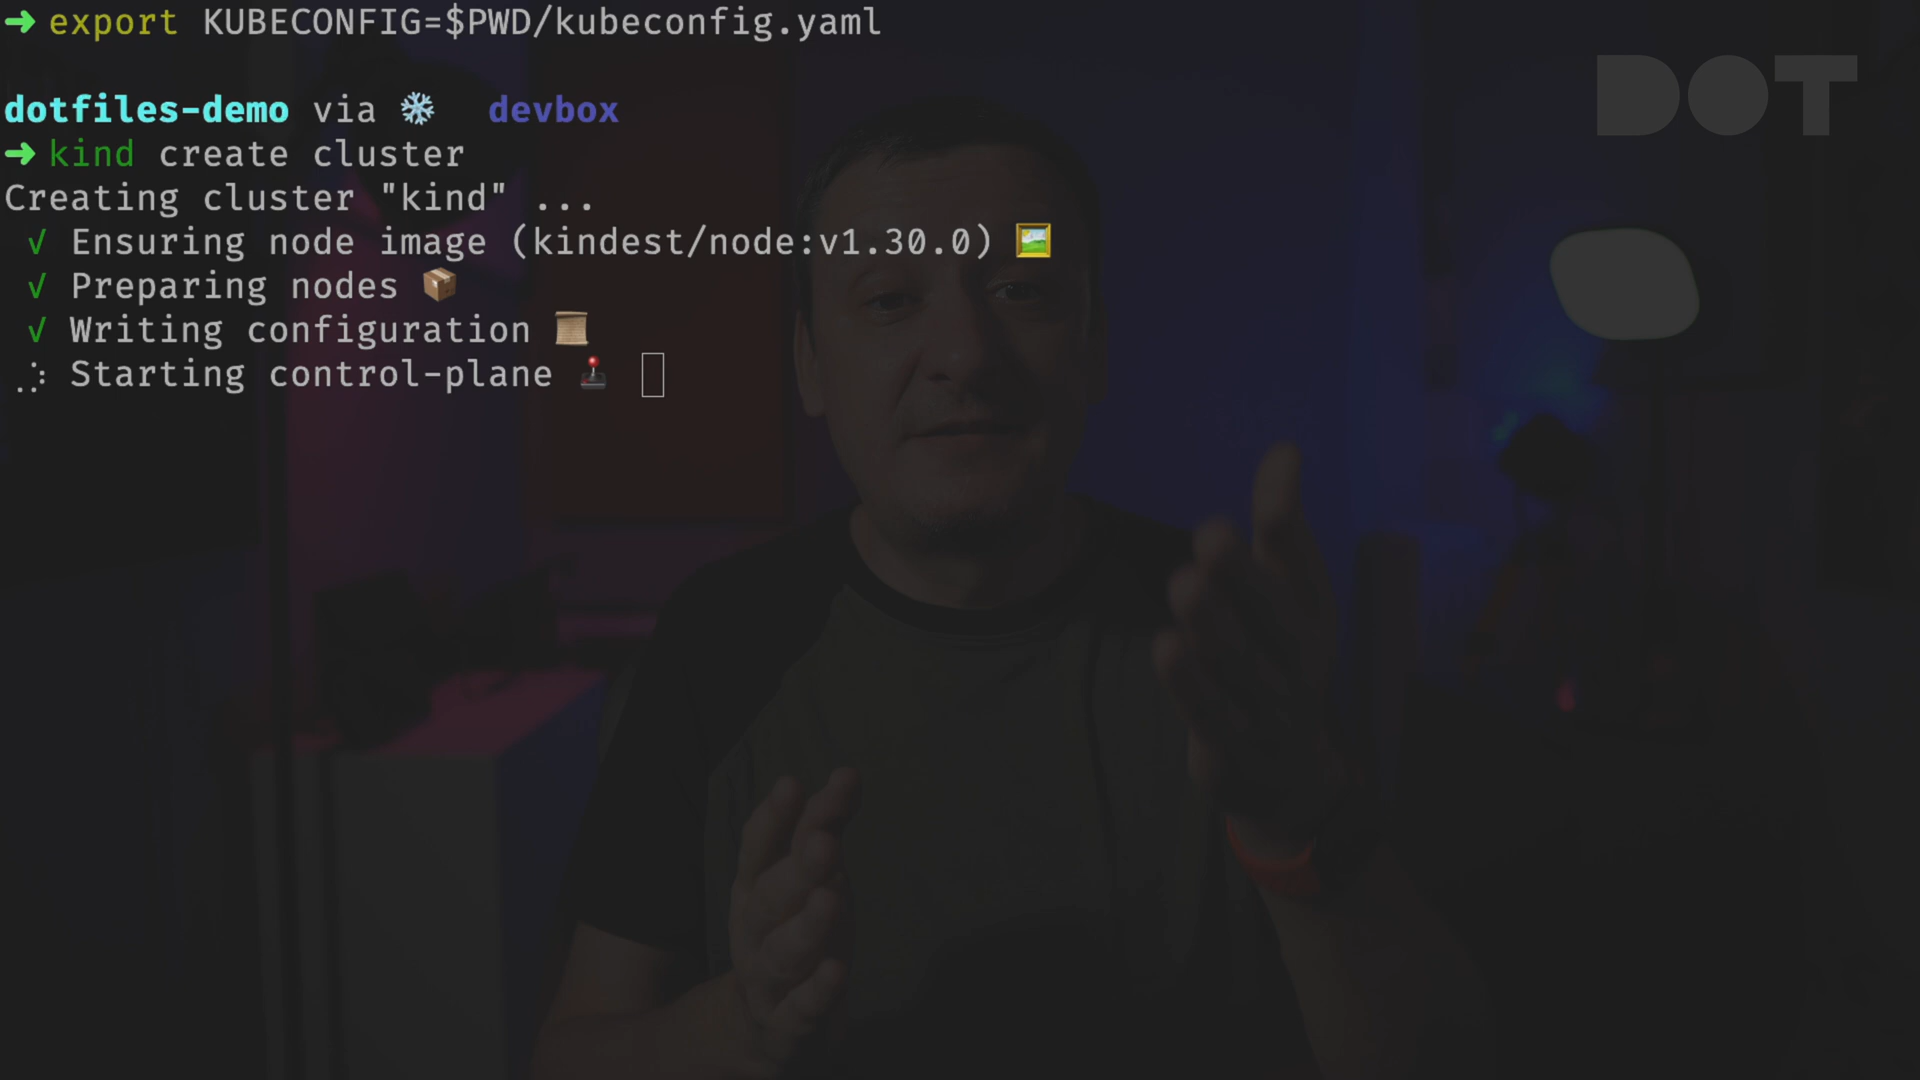 ➜ export KUBECONFIG=$PWD/kubeconfig.yaml
DOT
dotfiles-demo via ❄️ devbox
➜ kind create cluster
Creating cluster "kind" ...
✓ Ensuring node image (kindest/node:v1.30.0) 🖼
✓ Preparing nodes 📦
✓ Writing configuration 📜
Starting control-plane 🕹️